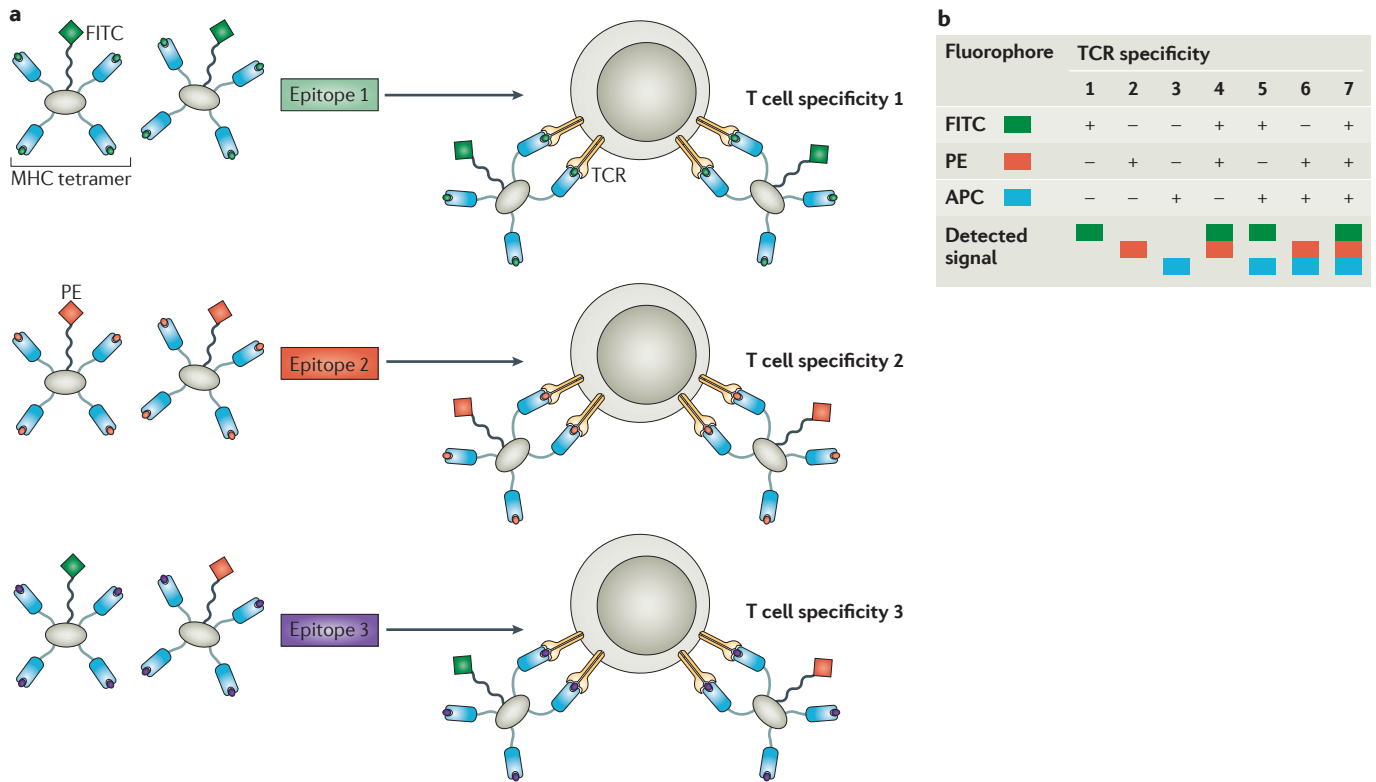 a
FITC
MHC tetramer
Epitope 1
TCR
T cell specificity 1
PE
Epitope 2
T cell specificity 2
Epitope 3
T cell specificity 3
b
Fluorophore TCR specificity
1 2 3 4 5 6 7
FITC + – – + + – +
PE – + – + – + +
APC – – + – + + +
Detected
signal